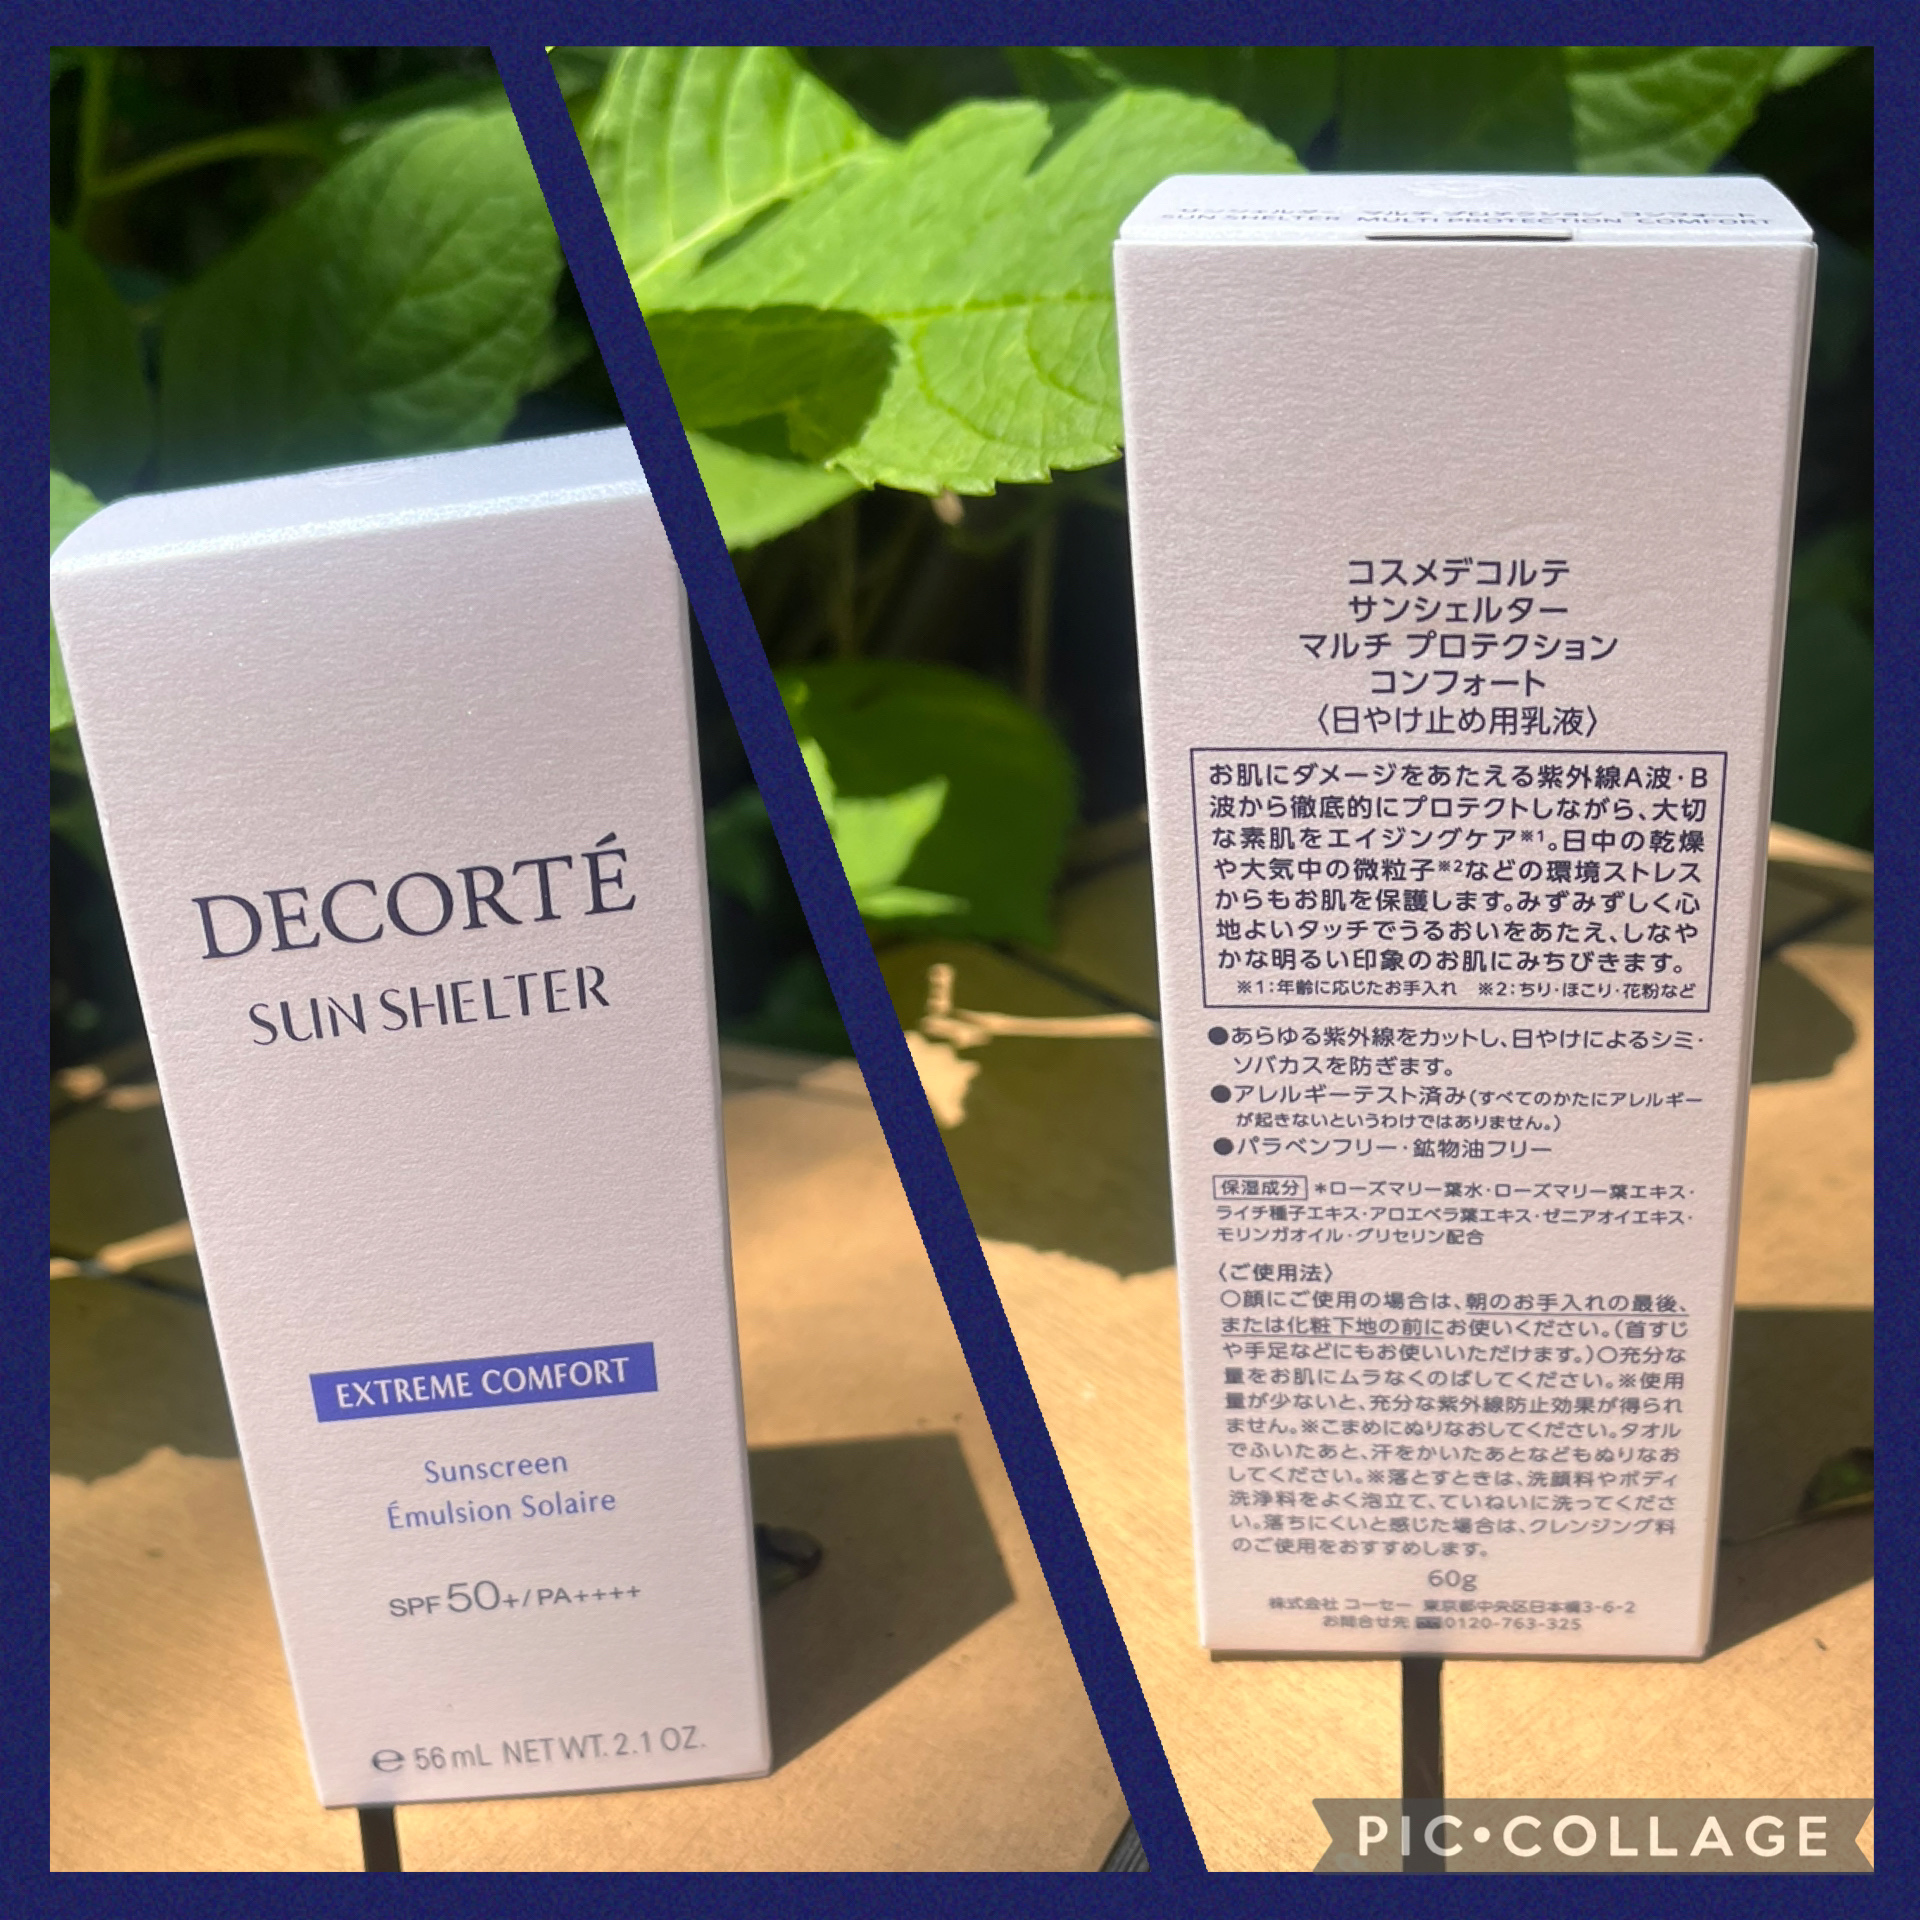 DECORTÉ
SUN SHELTER
EXTREME COMFORT
Sunscreen
Émulsion Solaire
SPF 50+/PA++++
℮ 56 mL NET WT. 2.1 OZ.
サンシェルター マルチ プロテクション コンフォート
SUN SHELTER MULTI PROTECTION COMFORT
コスメデコルテ
サンシェルター
マルチ プロテクション
コンフォート
〈日やけ止め用乳液〉
お肌にダメージをあたえる紫外線A波・B
波から徹底的にプロテクトしながら、大切
な素肌をエイジングケア※1。日中の乾燥
や大気中の微粒子※2などの環境ストレス
からもお肌を保護します。みずみずしく心
地よいタッチでうるおいをあたえ、しなや
かな明るい印象のお肌にみちびきます。
※1:年齢に応じたお手入れ ※2:ちり・ほこり・花粉など
●あらゆる紫外線をカットし、日やけによるシミ・
ソバカスを防ぎます。
●アレルギーテスト済み(すべてのかたにアレルギー
が起きないというわけではありません。)
●パラベンフリー・鉱物油フリー
保湿成分 *ローズマリー葉水・ローズマリー葉エキス・
ライチ種子エキス・アロエベラ葉エキス・ゼニアオイエキス・
モリンガオイル・グリセリン配合
〈ご使用法〉
○顔にご使用の場合は、朝のお手入れの最後、
または化粧下地の前にお使いください。(首すじ
や手足などにもお使いいただけます。)○充分な
量をお肌にムラなくのばしてください。※使用
量が少ないと、充分な紫外線防止効果が得られ
ません。※こまめにぬりなおしてください。タオル
でふいたあと、汗をかいたあとなどもぬりなお
してください。※落とすときは、洗顔料やボディ
洗浄料をよく泡立て、ていねいに洗ってくださ
い。落ちにくいと感じた場合は、クレンジング料
のご使用をおすすめします。
60g
株式会社 コーセー 東京都中央区日本橋3-6-2
お問合せ先 0120-763-325
PIC•COLLAGE